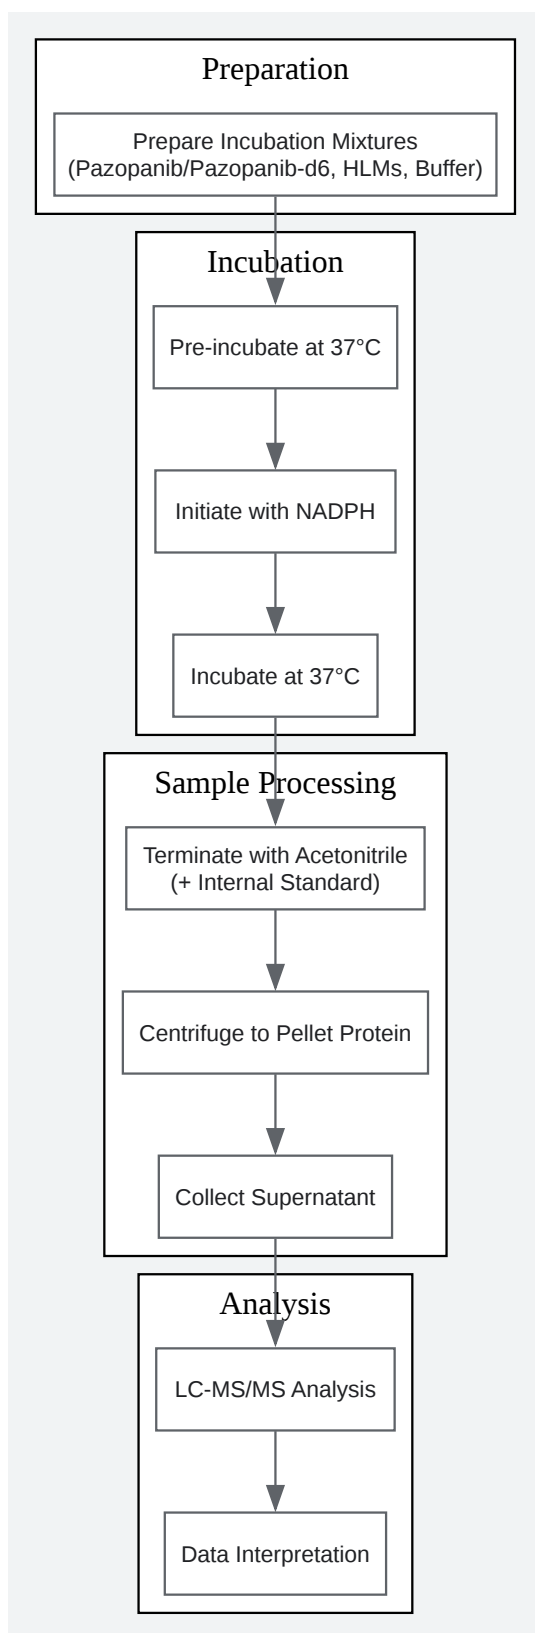 Preparation
Prepare Incubation Mixtures
(Pazopanib/Pazopanib-d6, HLMs, Buffer)
Incubation
Pre-incubate at 37°C
Initiate with NADPH
Incubate at 37°C
Sample Processing
Terminate with Acetonitrile
(+ Internal Standard)
Centrifuge to Pellet Protein
Collect Supernatant
Analysis
LC-MS/MS Analysis
Data Interpretation